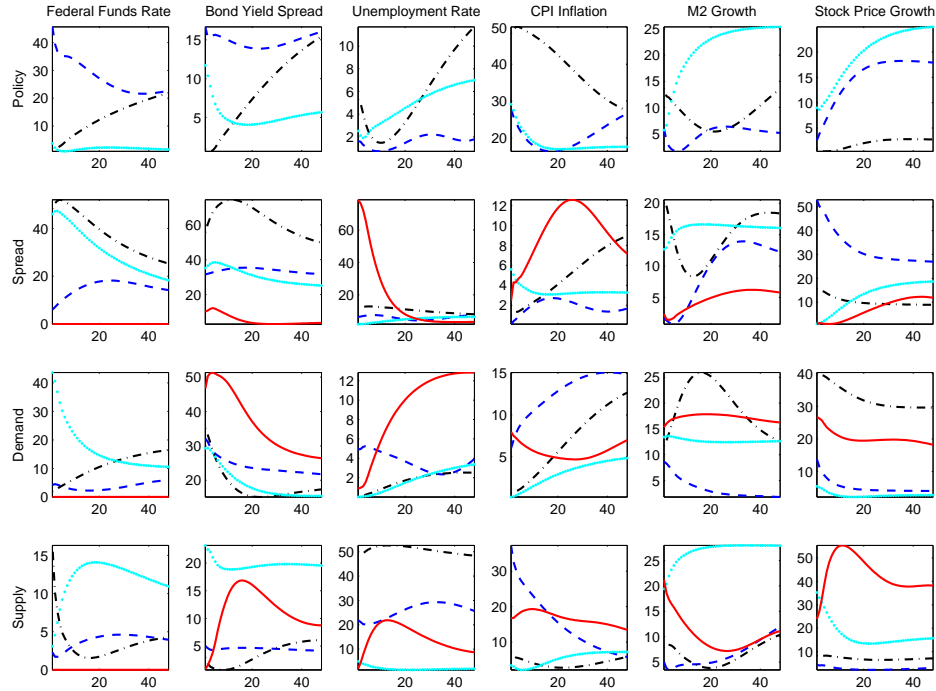 Federal Funds Rate Bond Yield Spread Unemployment Rate CPI Inflation M2 Growth Stock Price Growth
Policy
40 30 20 10
20 40
15 10 5
20 40
10 8 6 4 2
20 40
50 40 30 20
20 40
25 20 15 10 5
20 40
20 15 10 5
20 40
Spread
40 20 0
20 40
60 40 20
20 40
60 40 20
20 40
12 10 8 6 4 2
20 40
20 15 10 5
20 40
50 40 30 20 10
20 40
Demand
40 30 20 10 0
20 40
50 40 30 20
20 40
12 10 8 6 4 2
20 40
15 10 5
20 40
25 20 15 10 5
20 40
40 30 20 10
20 40
Supply
15 10 5 0
20 40
20 15 10 5
20 40
50 40 30 20 10
20 40
30 20 10
20 40
25 20 15 10 5
20 40
50 40 30 20 10
20 40